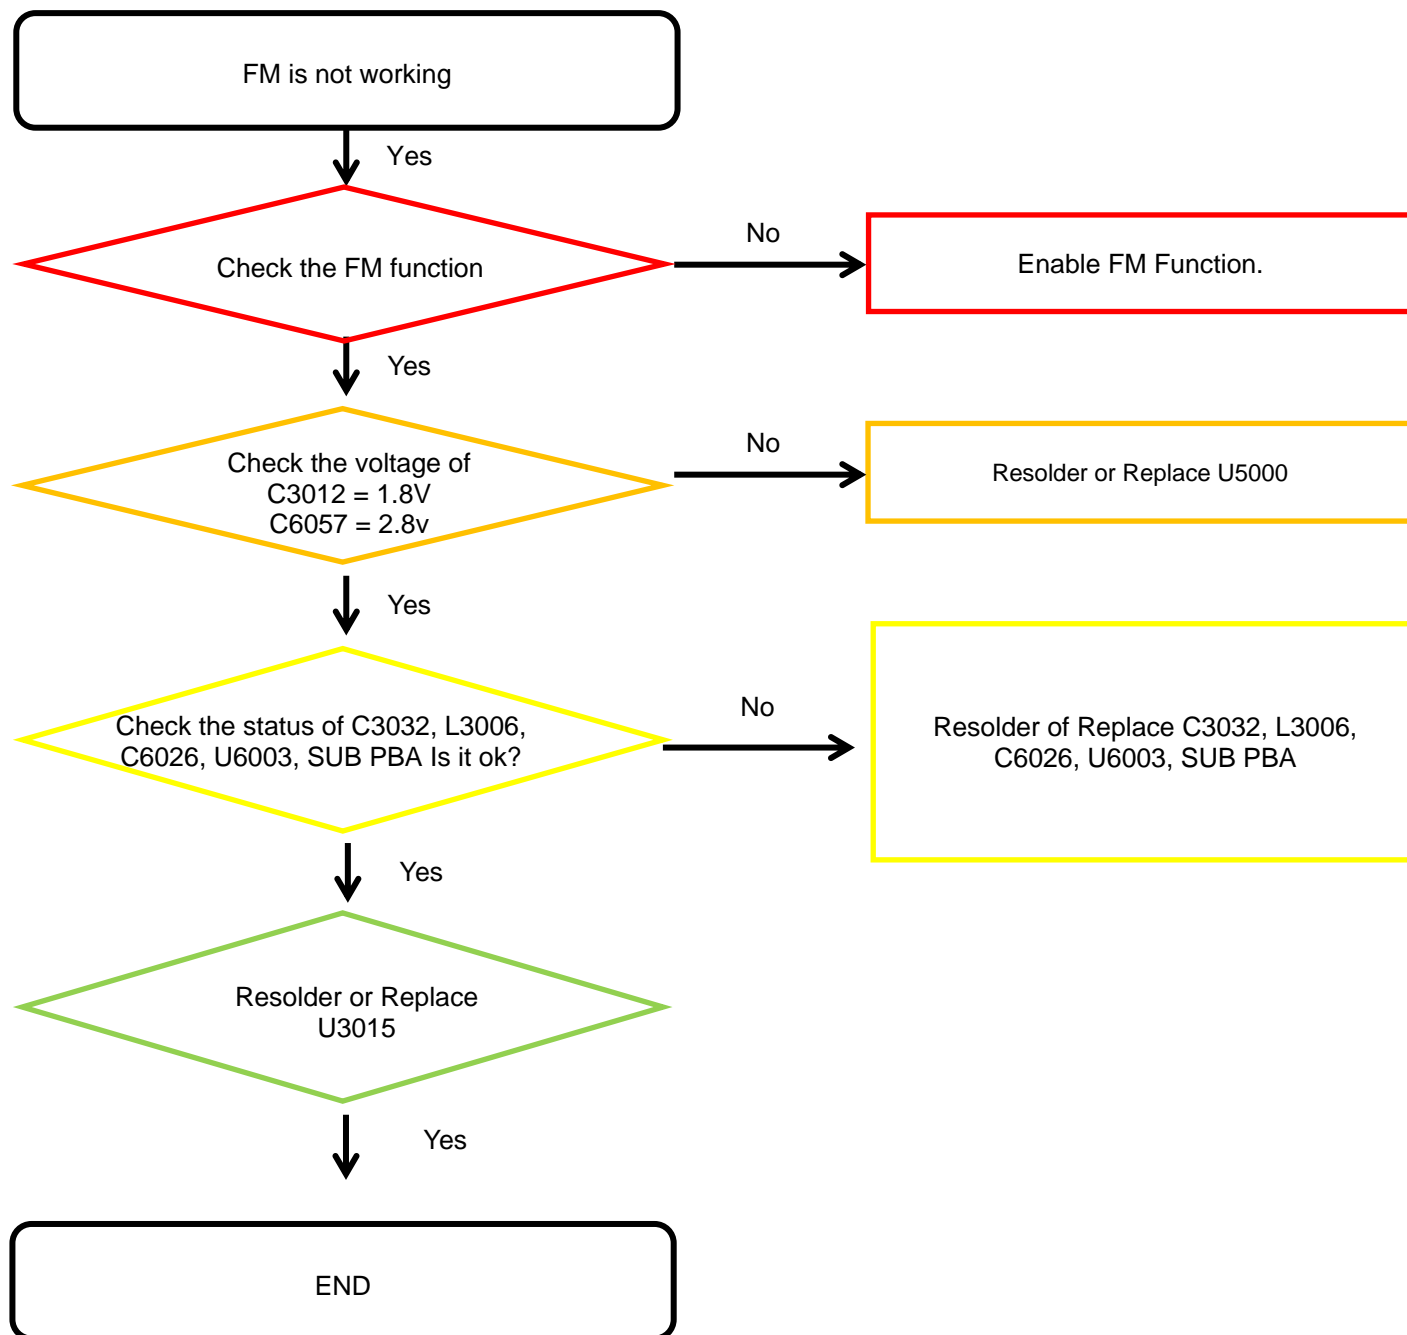 FM is not working
Yes
Check the FM function
No
Enable FM Function.
Yes
Check the voltage of
C3012 = 1.8V
C6057 = 2.8v
No
Resolder or Replace U5000
Yes
Check the status of C3032, L3006,
C6026, U6003, SUB PBA Is it ok?
No
Resolder of Replace C3032, L3006,
C6026, U6003, SUB PBA
Yes
Resolder or Replace
U3015
Yes
END